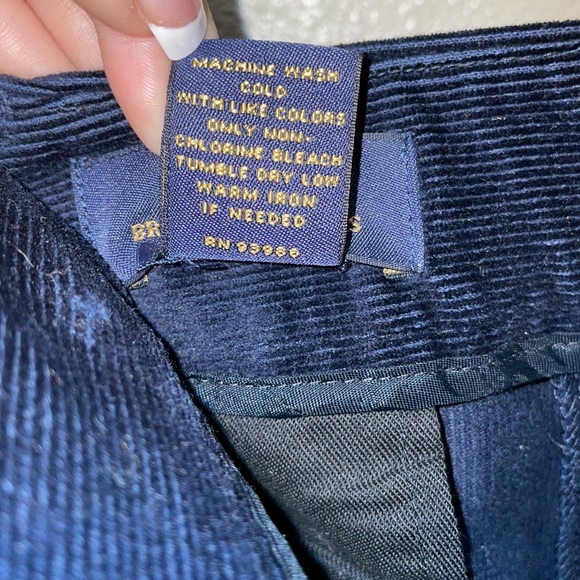 MACHINE WASH
COLD
WITH LIKE COLORS
ONLY NON-
CHLORINE BLEACH
TUMBLE DRY LOW
WARM IRON
IF NEEDED
RN 93966
BR S